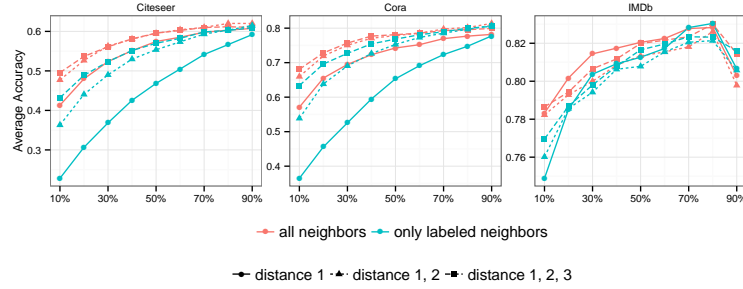 Citeseer Cora IMDb
Average Accuracy
0.6
0.5
0.4
0.3
10% 30% 50% 70% 90%
0.8
0.7
0.6
0.5
0.4
10% 30% 50% 70% 90%
0.82
0.80
0.78
0.76
10% 30% 50% 70% 90%
all neighbors only labeled neighbors
distance 1 distance 1, 2 distance 1, 2, 3